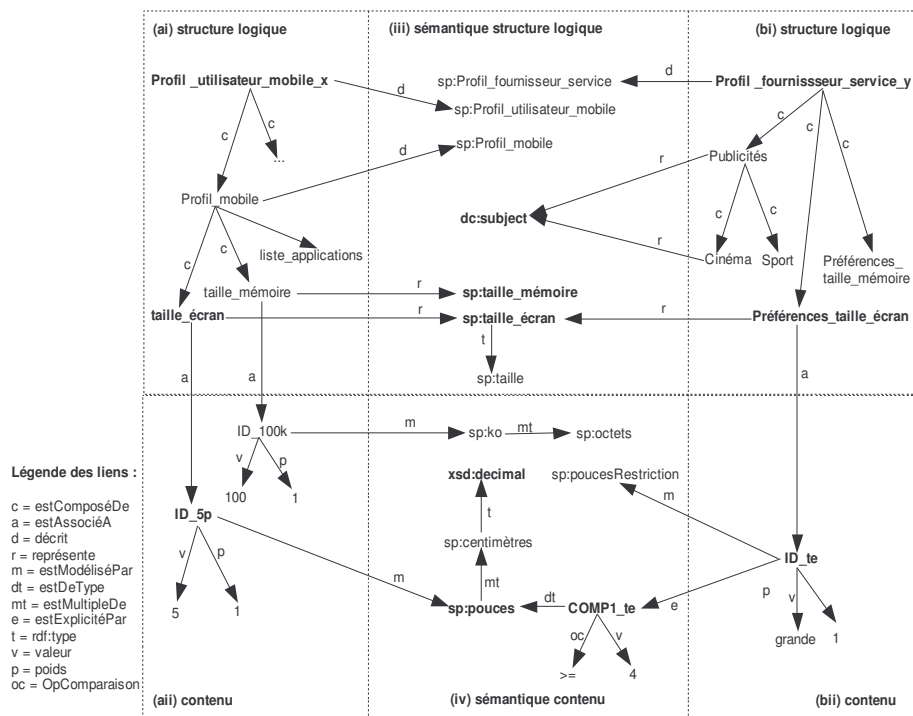 (ai) structure logique
(iii) sémantique structure logique
(bi) structure logique
Profil _utilisateur_mobile_x
d
sp:Profil_fournisseur_service
d
Profil _fournissseur_service_y
sp:Profil_utilisateur_mobile
c
c
...
d
sp:Profil_mobile
c
c
c
r
Publicités
Profil_mobile
dc:subject
c
c
r
liste_applications
Cinéma
Sport
Préférences_
taille_mémoire
c
c
taille_mémoire
r
sp:taille_mémoire
taille_écran
r
sp:taille_écran
r
Préférences_taille_écran
t
sp:taille
a
a
a
ID_100k
m
sp:ko
mt
sp:octets
v
p
100
1
xsd:decimal
sp:poucesRestriction
m
t
sp:centimètres
mt
ID_5p
v
p
5
1
m
sp:pouces
dt
COMP1_te
e
ID_te
p
v
grande
1
oc
v
>=
4
Légende des liens :
c = estComposéDe
a = estAssociéA
d = décrit
r = représente
m = estModéliséPar
dt = estDeType
mt = estMultipleDe
e = estExplicitéPar
t = rdf:type
v = valeur
p = poids
oc = OpComparaison
(aii) contenu
(iv) sémantique contenu
(bii) contenu